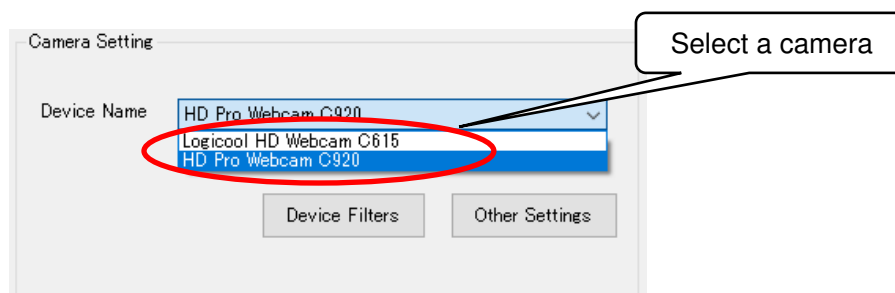 Camera Setting
Select a camera
Device Name
HD Pro Webcam C920
Logicool HD Webcam C615
HD Pro Webcam C920
Device Filters
Other Settings